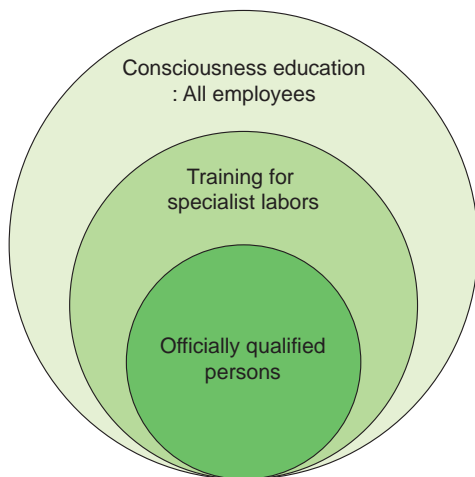 Consciousness education
: All employees
Training for
specialist labors
Officially qualified
persons